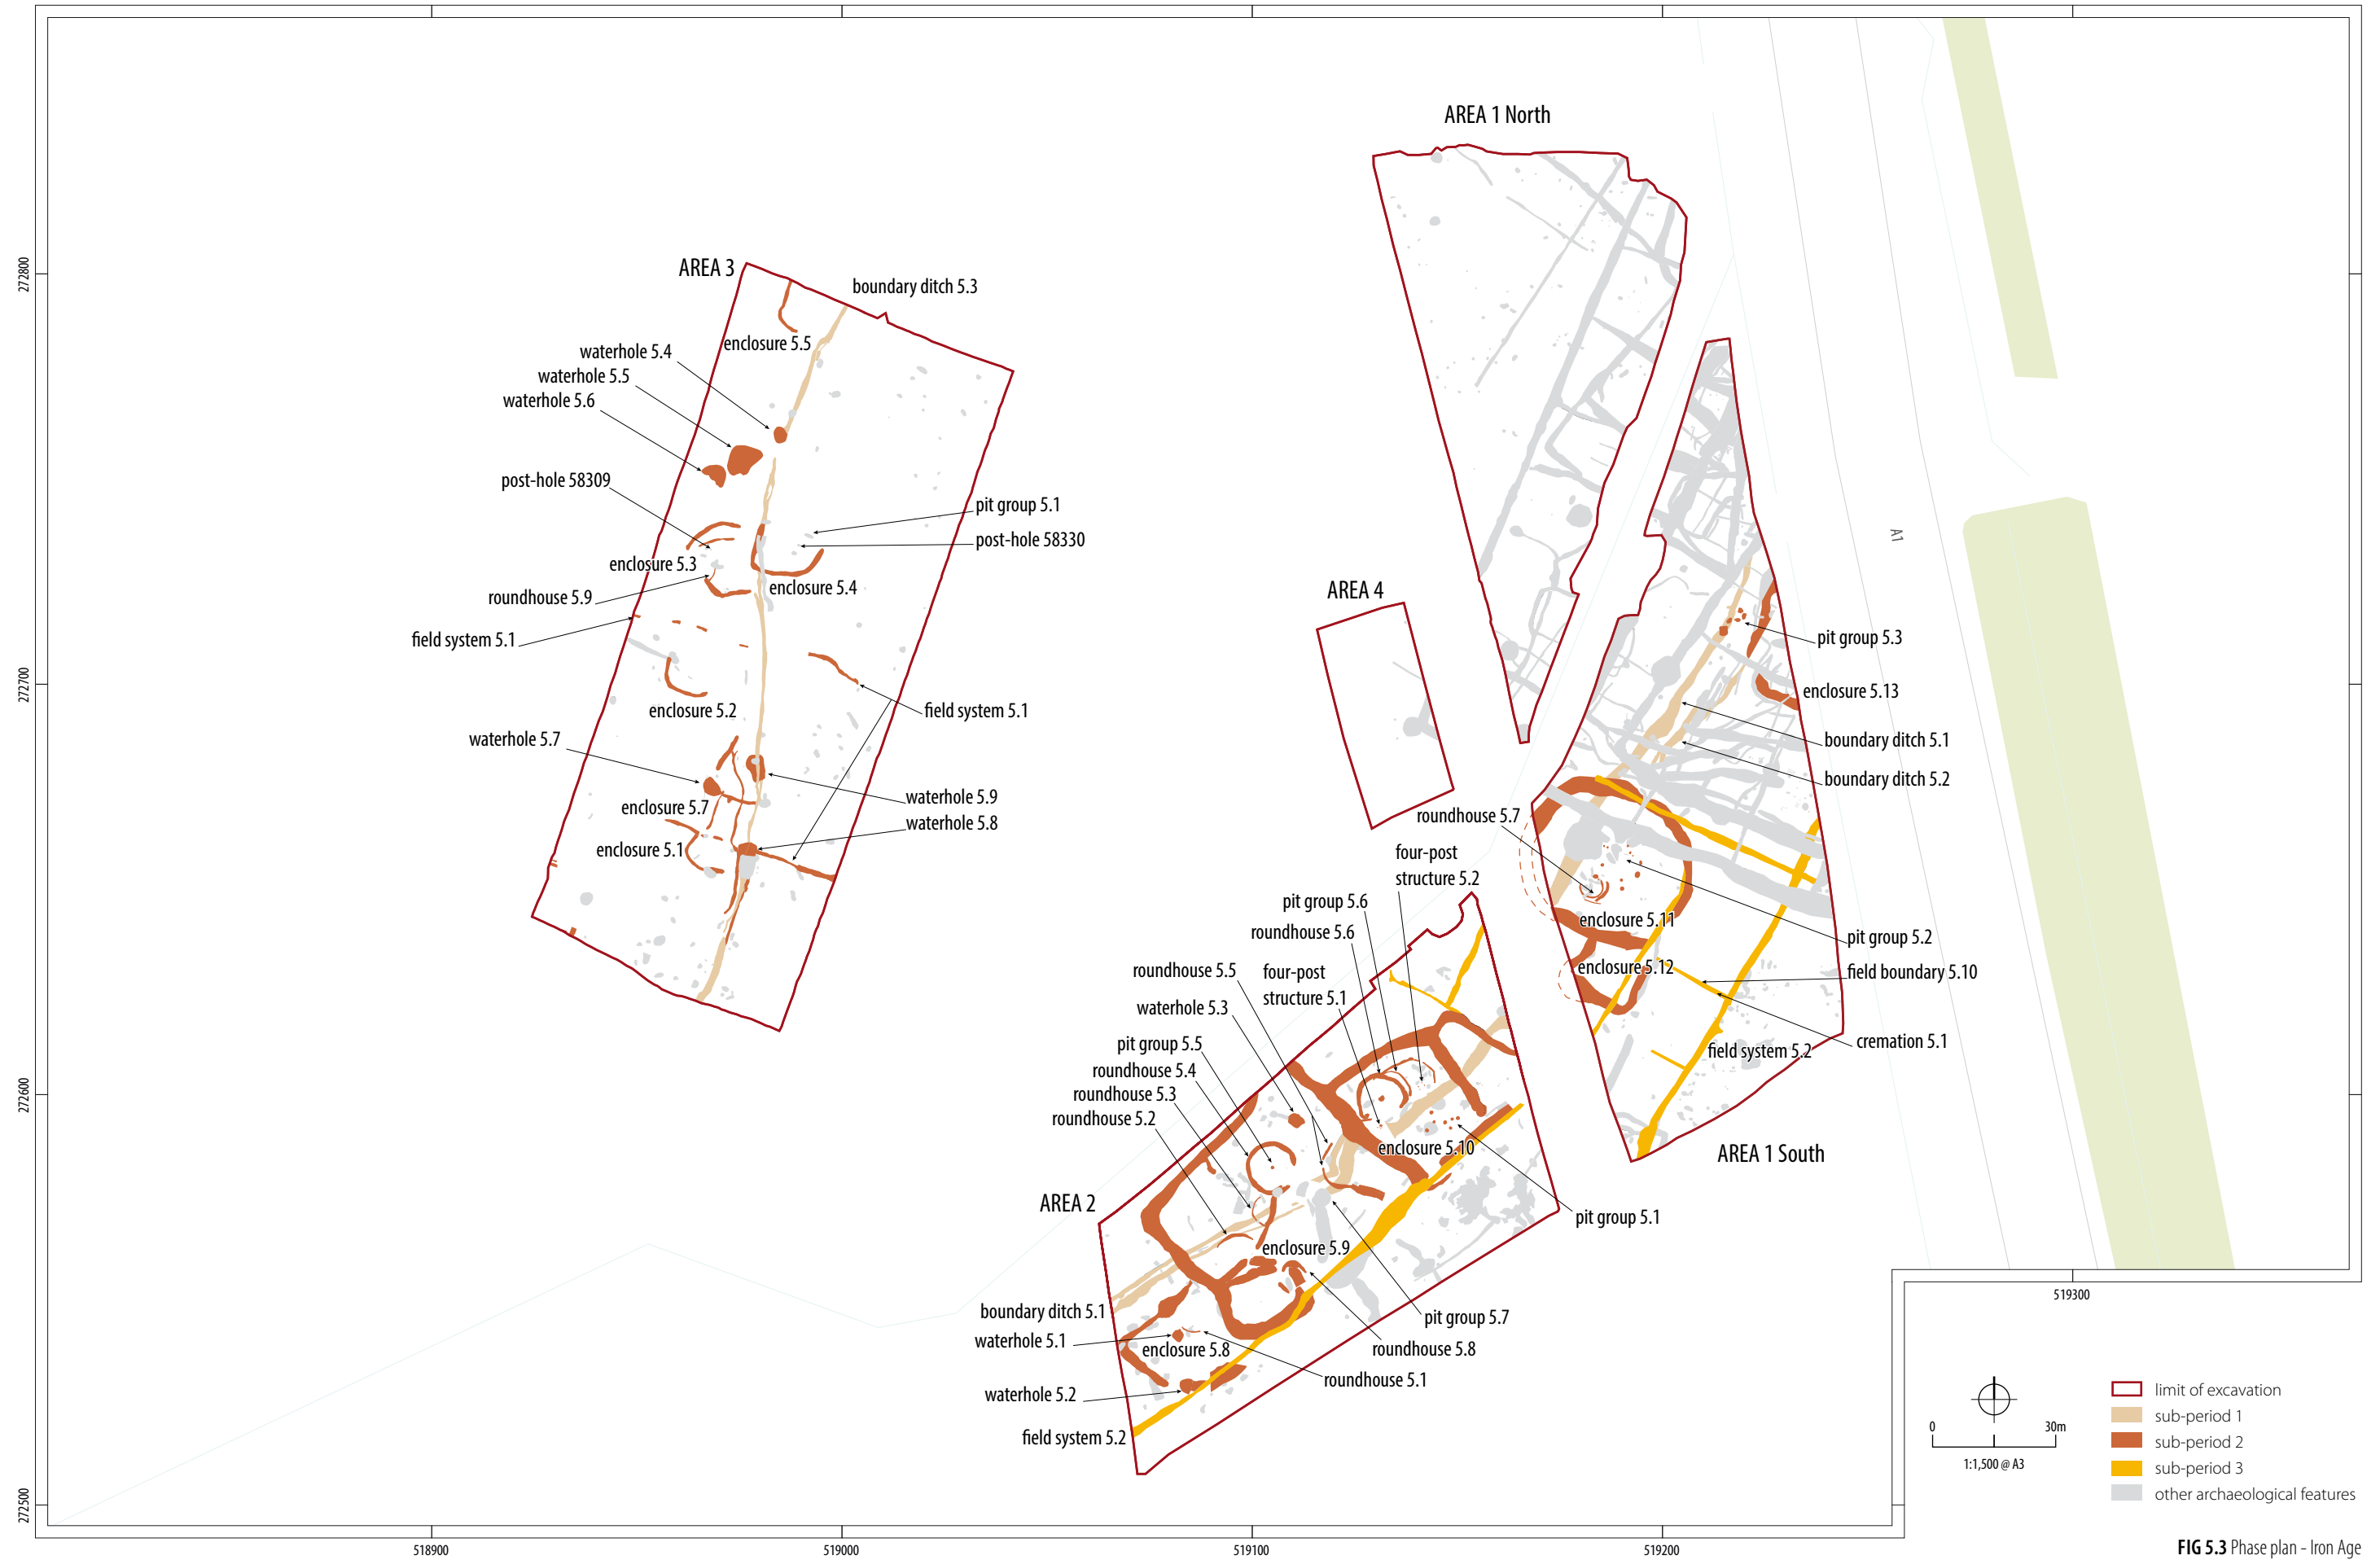 AREA 1 North
AREA 3
boundary ditch 5.3
272800
enclosure 5.5
waterhole 5.4
waterhole 5.5
waterhole 5.6
post-hole 58309
pit group 5.1
post-hole 58330
A1
enclosure 5.3
enclosure 5.4
AREA 4
roundhouse 5.9
field system 5.1
pit group 5.3
272700
enclosure 5.2
field system 5.1
enclosure 5.13
waterhole 5.7
boundary ditch 5.1
boundary ditch 5.2
waterhole 5.9
enclosure 5.7
roundhouse 5.7
waterhole 5.8
enclosure 5.1
four-post
structure 5.2
pit group 5.6
enclosure 5.11
roundhouse 5.6
pit group 5.2
enclosure 5.12
roundhouse 5.5
four-post
structure 5.1
field boundary 5.10
waterhole 5.3
pit group 5.5
cremation 5.1
field system 5.2
roundhouse 5.4
272600
roundhouse 5.3
roundhouse 5.2
enclosure 5.10
AREA 1 South
AREA 2
pit group 5.1
enclosure 5.9
519300
boundary ditch 5.1
pit group 5.7
waterhole 5.1
enclosure 5.8
roundhouse 5.8
roundhouse 5.1
waterhole 5.2
field system 5.2
272500
0
30m
1:1,500 @ A3
limit of excavation
sub-period 1
sub-period 2
sub-period 3
other archaeological features
518900
519000
519100
519200
FIG 5.3 Phase plan - Iron Age